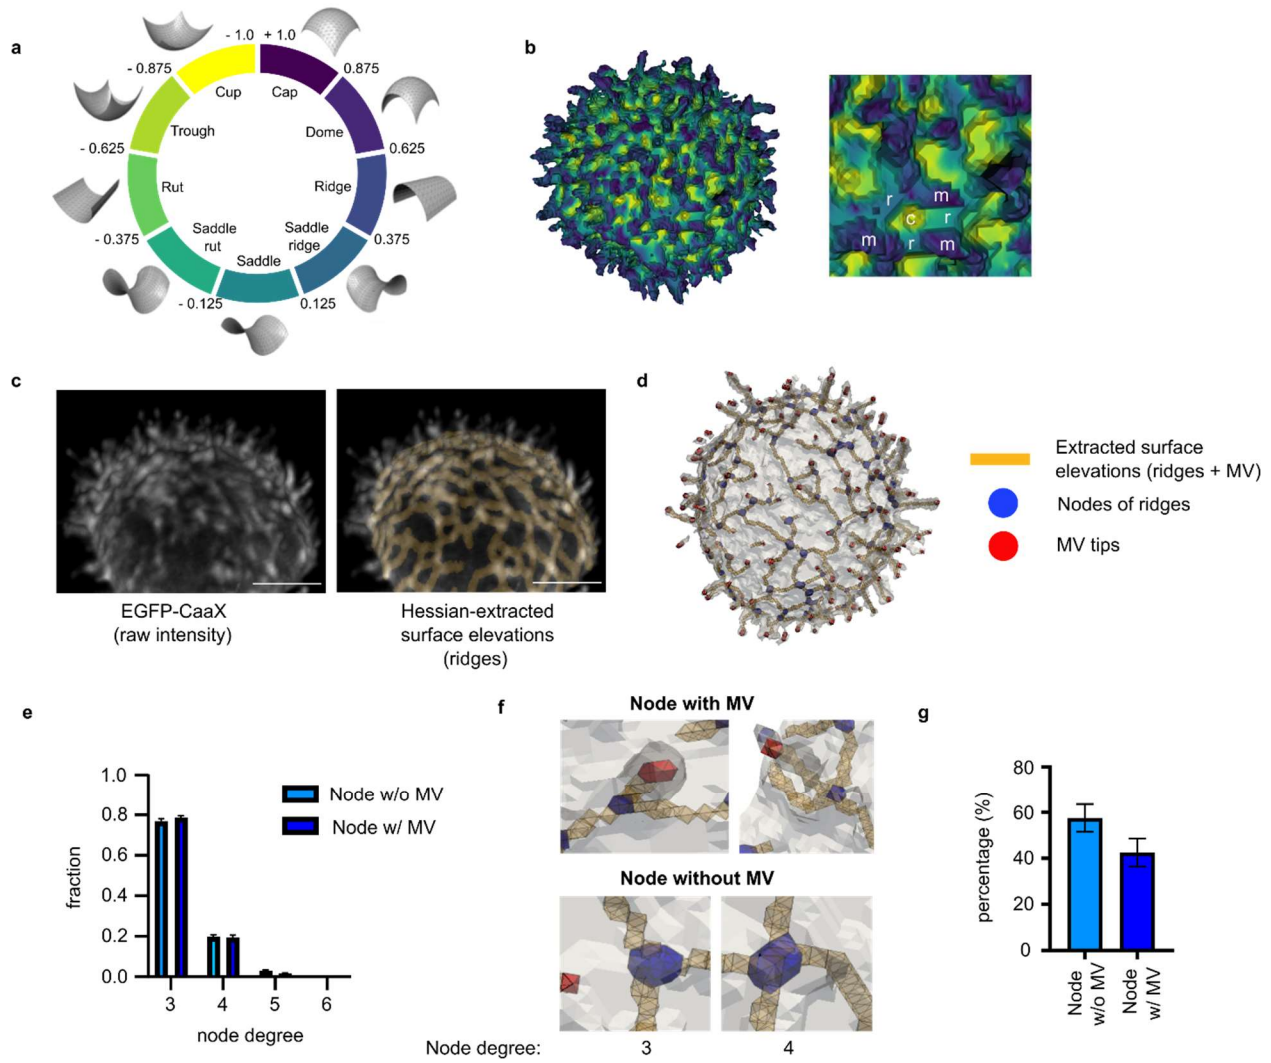 a
- 1.0 + 1.0
- 0.875
0.875
Cup
Cap
Trough
Dome
- 0.625
0.625
Rut
Ridge
- 0.375
0.375
Saddle
rut
Saddle
ridge
Saddle
- 0.125
0.125
b
r
m
c
r
m
r
m
c
EGFP-CaaX
(raw intensity)
Hessian-extracted
surface elevations
(ridges)
d
Extracted surface
elevations (ridges + MV)
Nodes of ridges
MV tips
e
1.0
0.8
0.6
0.4
0.2
0.0
fraction
3 4 5 6
node degree
Node w/o MV
Node w/ MV
f
Node with MV
Node without MV
Node degree: 3 4
g
80
60
40
20
0
percentage (%)
Node
w/o MV
Node
w/ MV